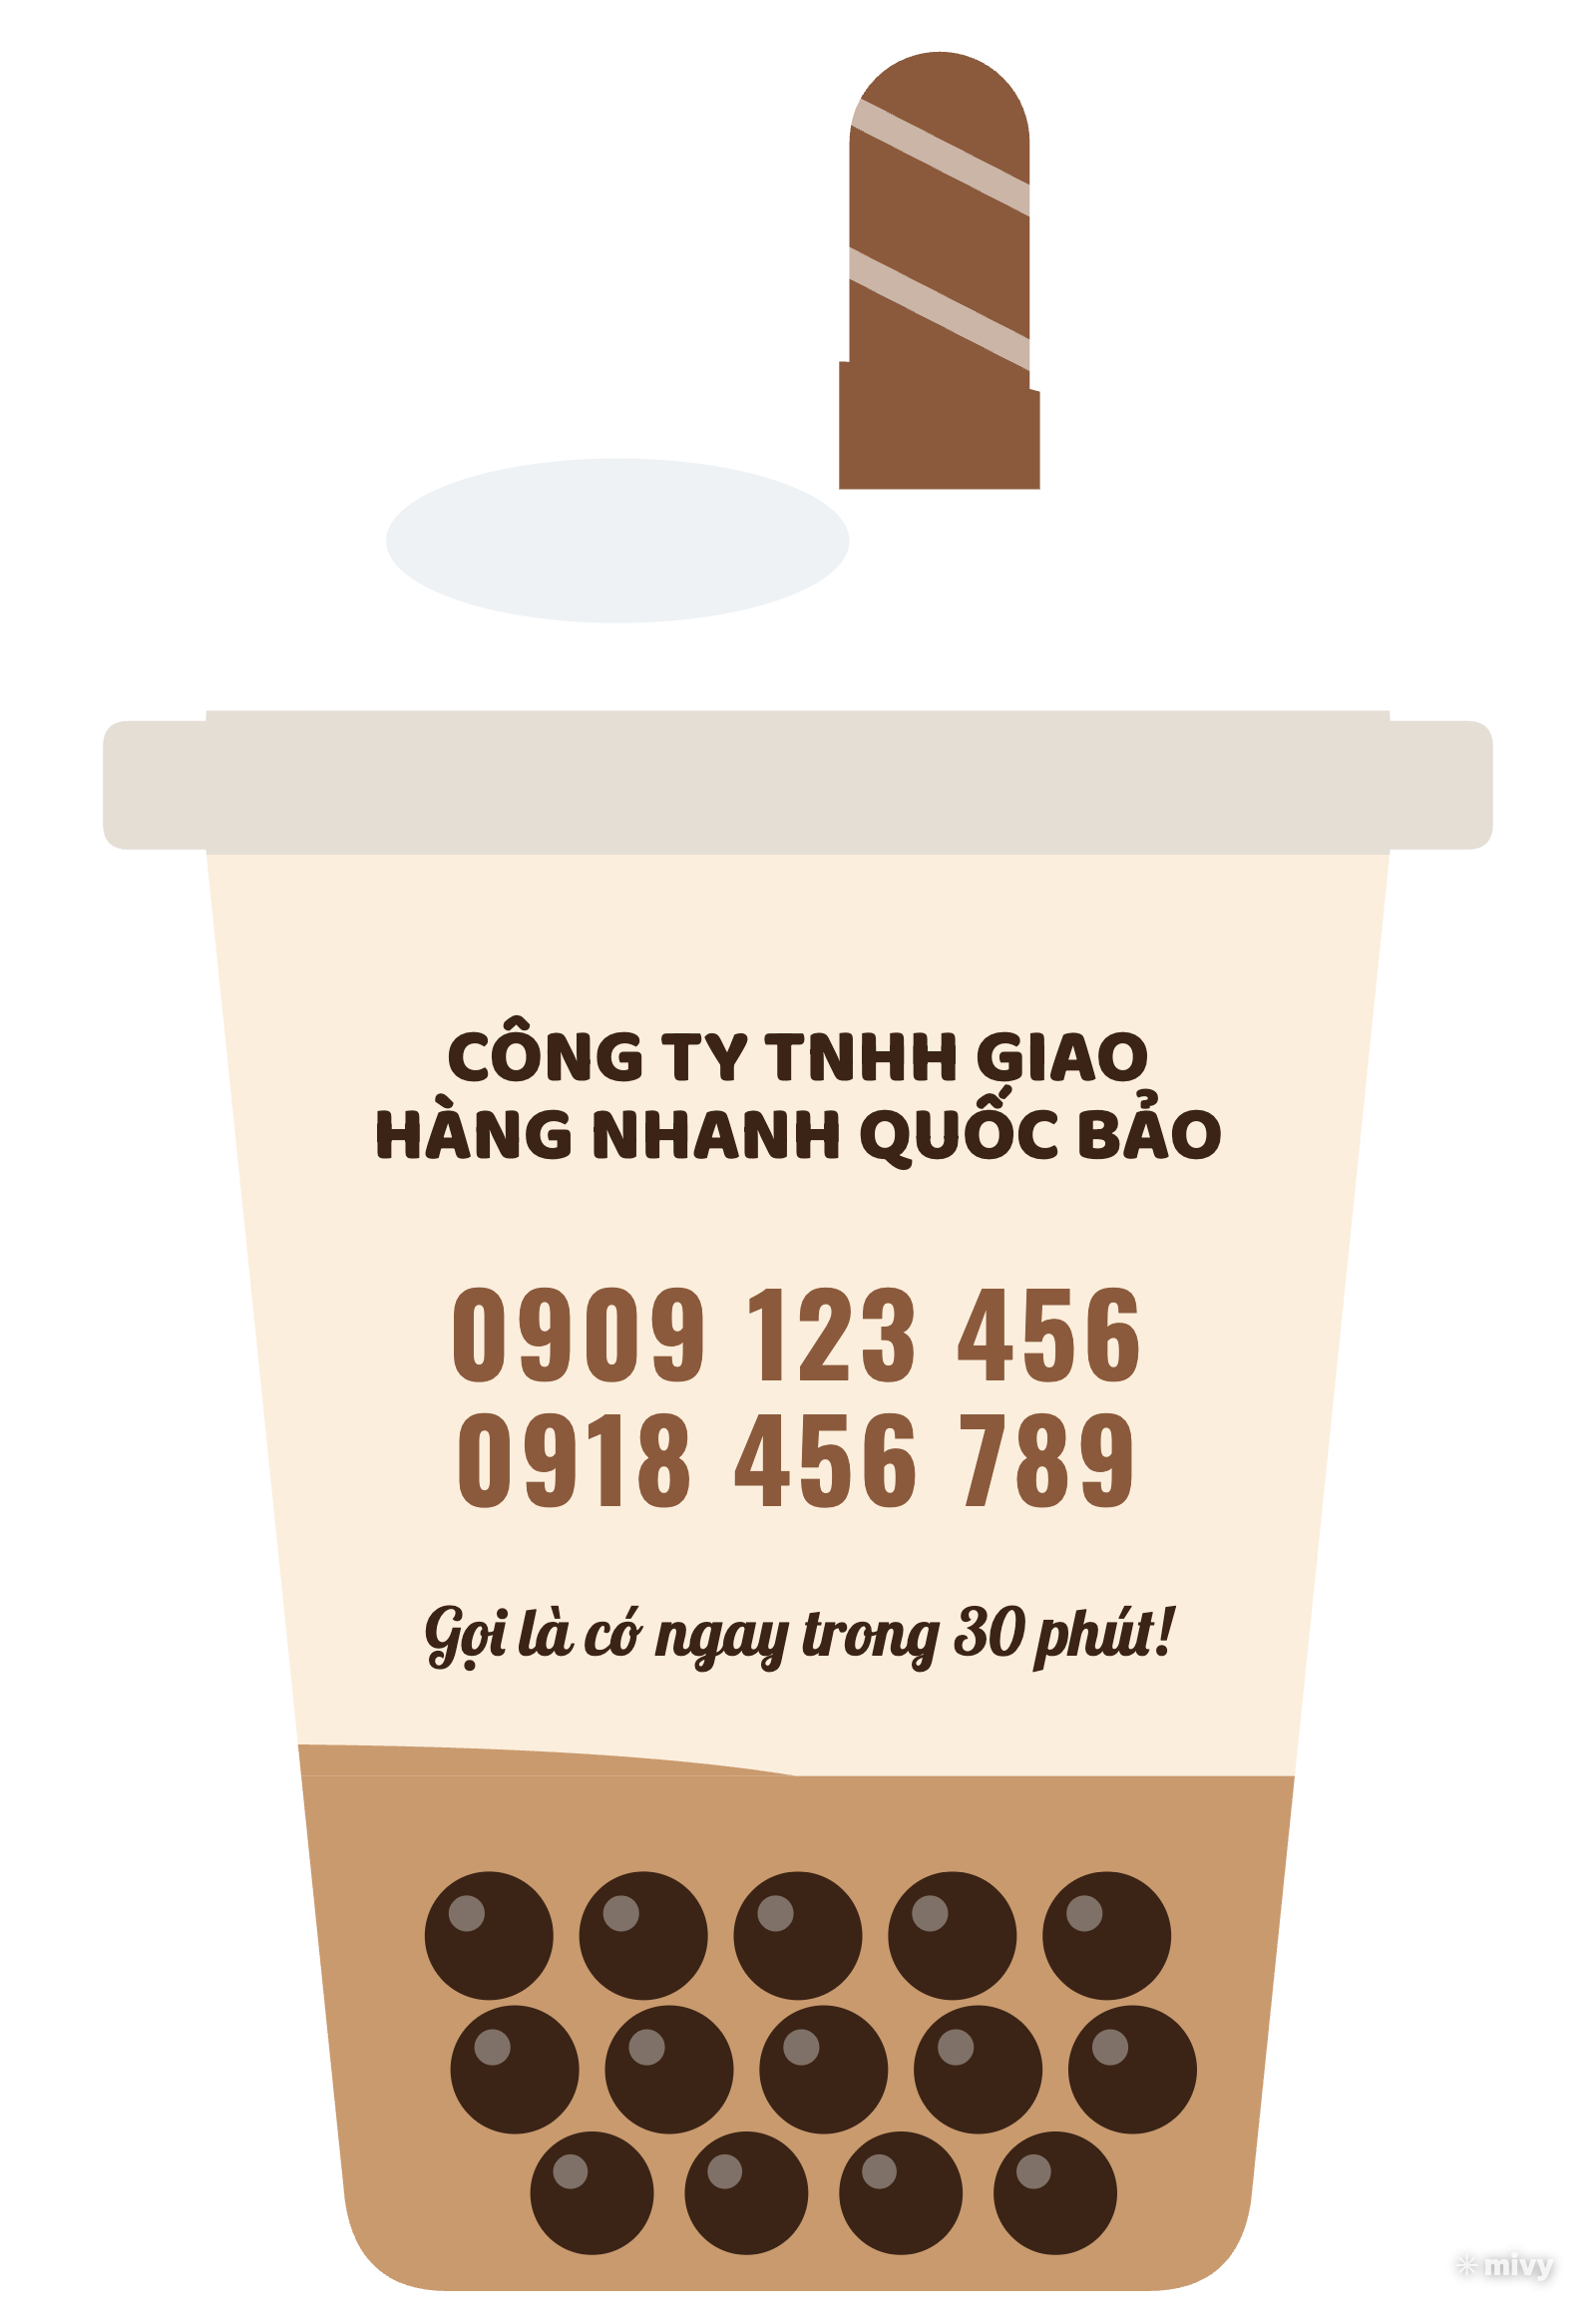 CÔNG TY TNHH GIAO
HÀNG NHANH QUỐC BẢO
0909 123 456
0918 456 789
Gọi là có ngay trong 30 phút!
mivy